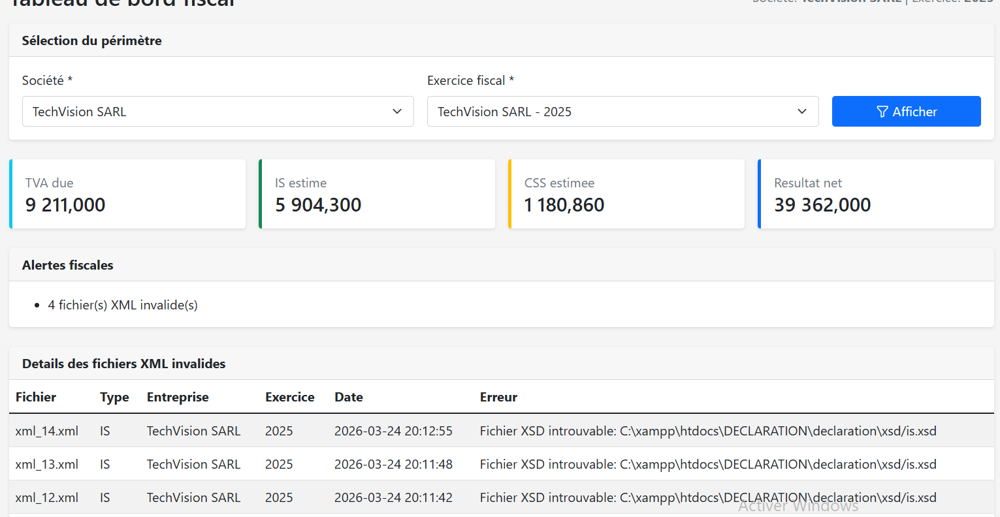 Tableau de bord fiscal
Société: TechVision SARL | Exercice: 2025
Sélection du périmètre
Société *
Exercice fiscal *
TechVision SARL
TechVision SARL - 2025
Afficher
TVA due
9 211,000
IS estime
5 904,300
CSS estimee
1 180,860
Resultat net
39 362,000
Alertes fiscales
• 4 fichier(s) XML invalide(s)
Details des fichiers XML invalides
Fichier Type Entreprise Exercice Date Erreur
xml_14.xml IS TechVision SARL 2025 2026-03-24 20:12:55 Fichier XSD introuvable: C:\xampp\htdocs\DECLARATION\declaration\xsd/is.xsd
xml_13.xml IS TechVision SARL 2025 2026-03-24 20:11:48 Fichier XSD introuvable: C:\xampp\htdocs\DECLARATION\declaration\xsd/is.xsd
xml_12.xml IS TechVision SARL 2025 2026-03-24 20:11:42 Fichier XSD introuvable: C:\xampp\htdocs\DECLARATION\declaration\xsd/is.xsd
Activer Windows